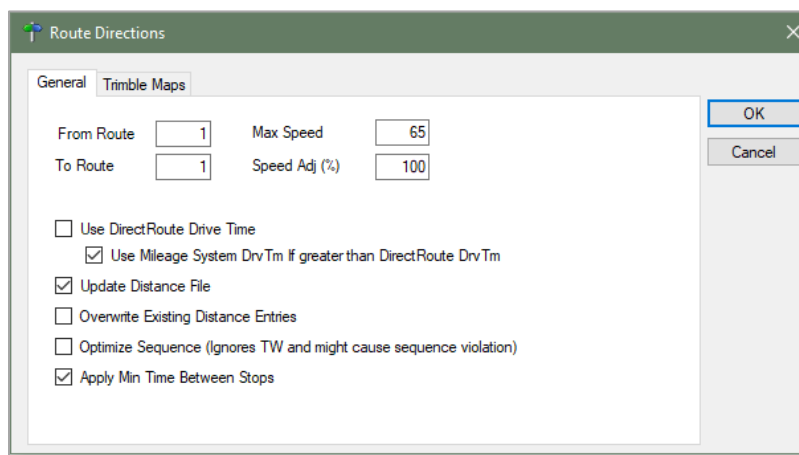 Route Directions
General Trimble Maps
From Route 1 Max Speed 65
To Route 1 Speed Adj (%) 100
OK
Cancel
Use DirectRoute Drive Time
Use Mileage System DrvTm If greater than DirectRoute DrvTm
Update Distance File
Overwrite Existing Distance Entries
Optimize Sequence (Ignores TW and might cause sequence violation)
Apply Min Time Between Stops